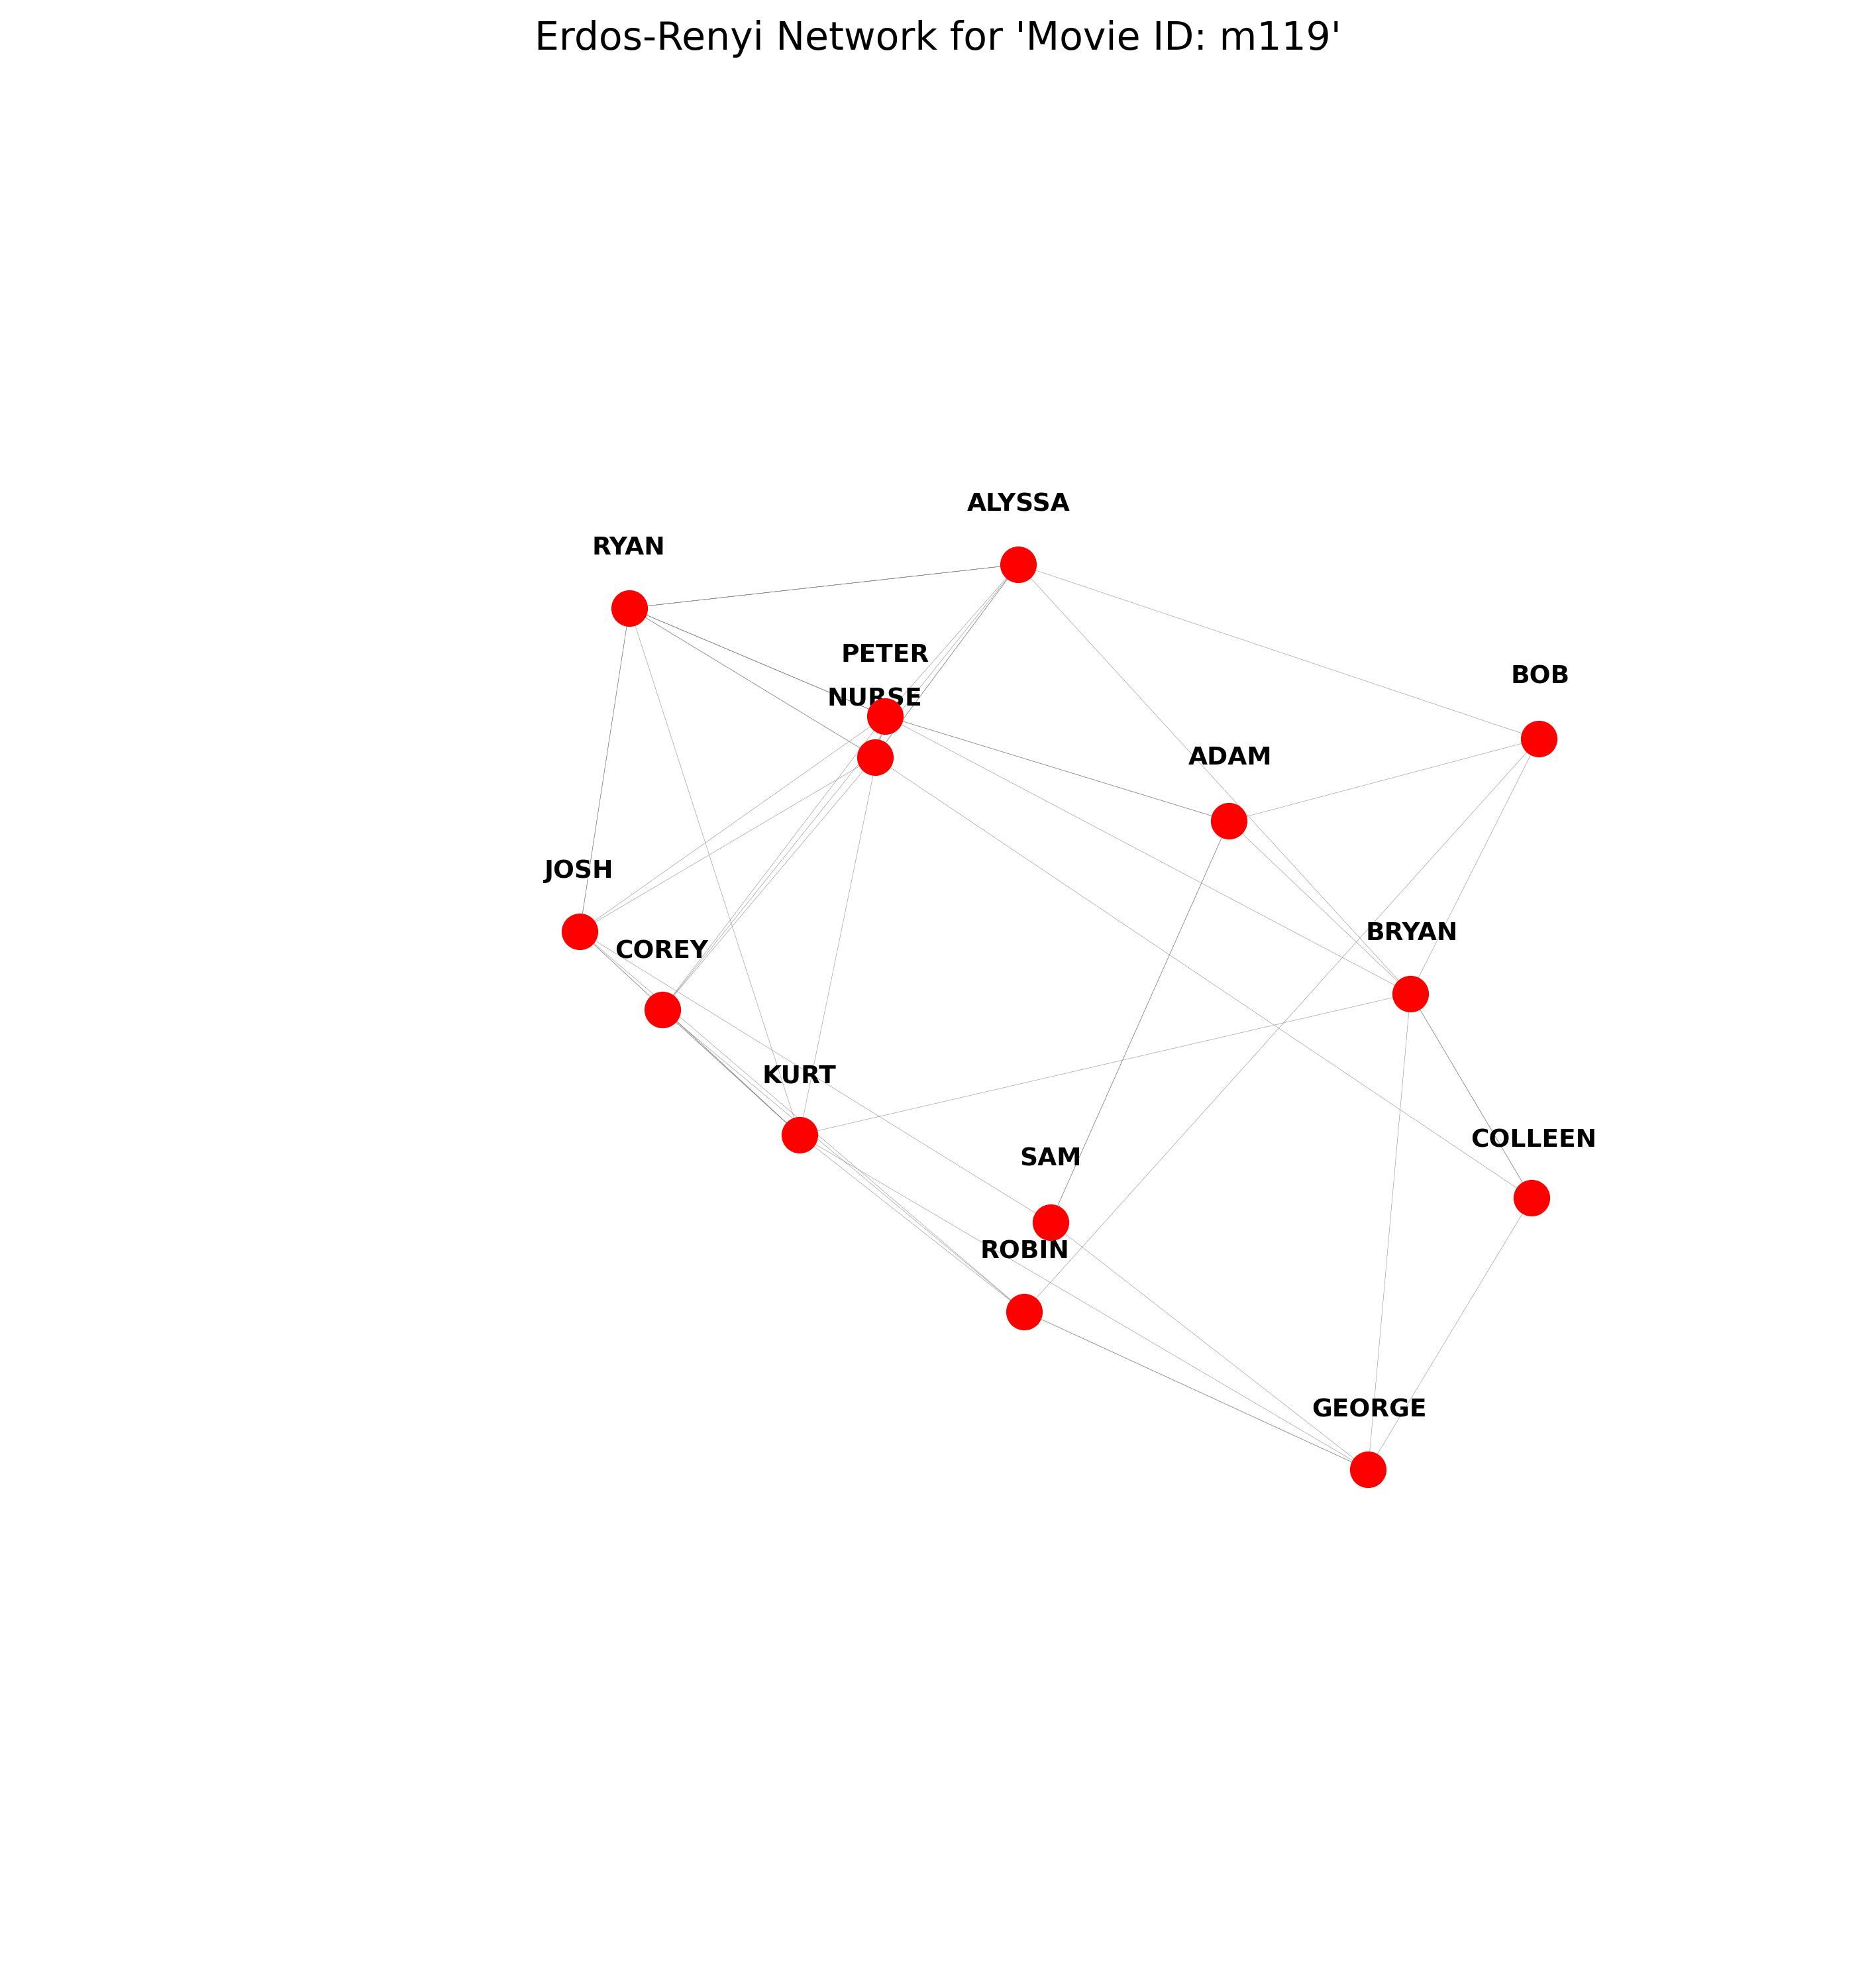 Erdos-Renyi Network for 'Movie ID: m119'
ALYSSA
RYAN
PETER
BOB
NURSE
ADAM
JOSH
BRYAN
COREY
KURT
COLLEEN
SAM
ROBIN
GEORGE